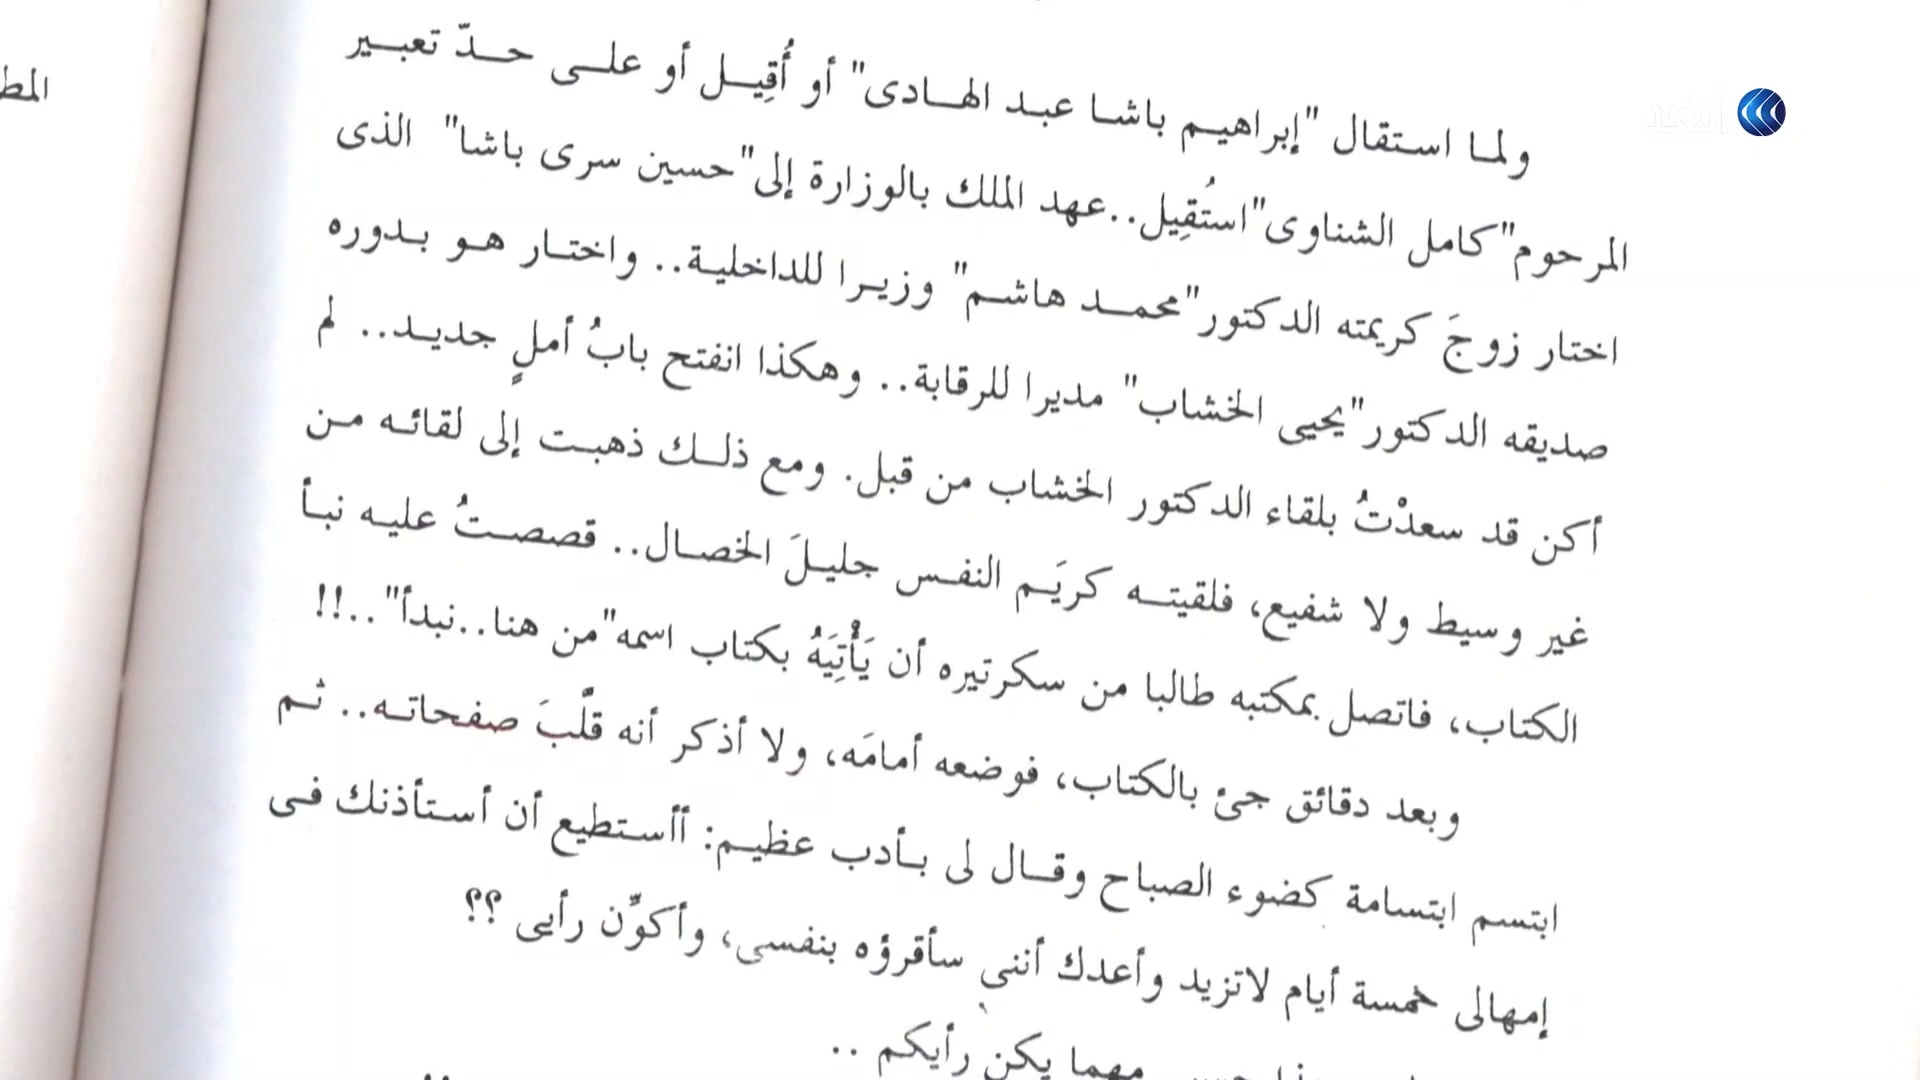 ولما استقال "إبراهيم باشا عبد الهادى" أو أُقِيل أو على حدّ تعبير
المرحوم"كامل الشناوى"استُقِيل..عهد الملك بالوزارة إلى"حسين سرى باشا" الذى
اختار زوجَ كريمته الدكتور"محمد هاشم" وزيرا للداخلية.. واختار هو بدوره
صديقه الدكتور"يحيى الخشاب" مديرا للرقابة.. وهكذا انفتح بابُ أملٍ جديد.. لم
أكن قد سعدْتُ بلقاء الدكتور الخشاب من قبل. ومع ذلك ذهبت إلى لقائه من
غير وسيط ولا شفيع، فلقيته كريَم النفس جليلَ الخصال.. قصصتُ عليه نبأ
الكتاب، فاتصل بمكتبه طالبا من سكرتيره أن يَأْتِيَهُ بكتاب اسمه"من هنا..نبدأ"..!!
وبعد دقائق جئ بالكتاب، فوضعه أمامَه، ولا أذكر أنه قلَّبَ صفحاته.. ثم
ابتسم ابتسامة كضوء الصباح وقال لى بأدب عظيم: أأستطيع أن أستأذنك فى
إمهالى خمسة أيام لاتزيد وأعدك أننى سأقرؤه بنفسى، وأكوِّن رأيى ؟؟
مهما يكن رأيكم ..
المط
الغد